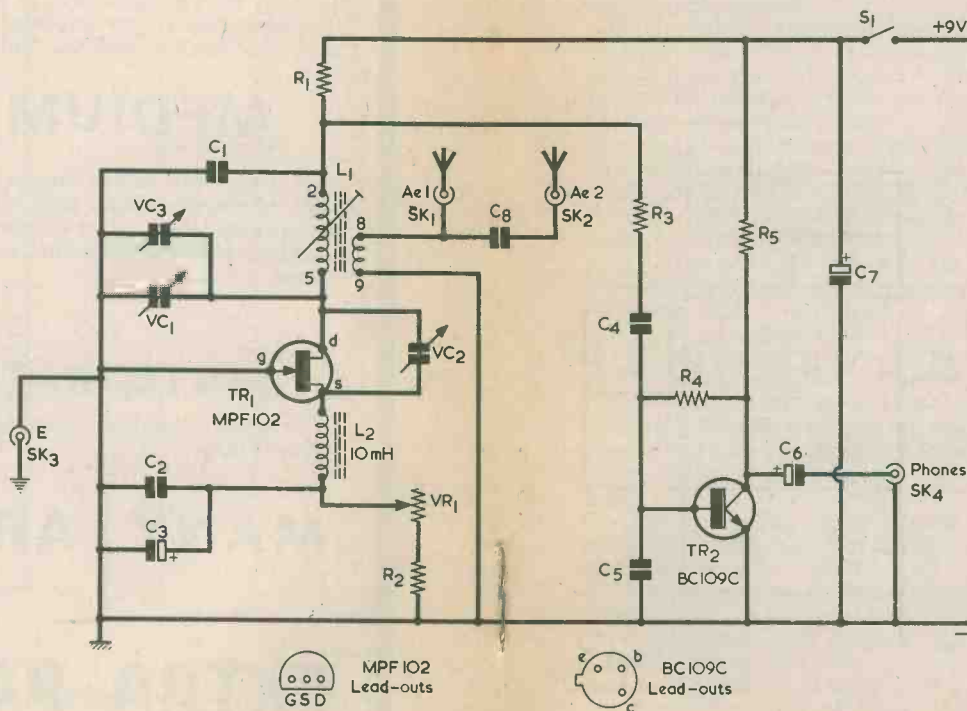 S1
+9V
R1
C1
L1
2
Ae1
SK1
Ae2
SK2
8
C8
R3
R5
VC3
5
9
C7
VC1
d
C4
g
VC2
s
R4
TR1
MPF102
E
SK3
L2
10mH
C6
+
Phones
SK4
C2
VR1
C3
+
TR2
BC109C
R2
C5
+
–
MPF102
Lead-outs
G S D
e
b
c
BC109C
Lead-outs